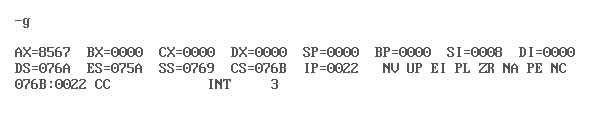 -g
AX=8567 BX=0000 CX=0000 DX=0000 SP=0000 BP=0000 SI=0008 DI=0000
DS=076A ES=075A SS=0769 CS=076B IP=0022 NV UP EI PL ZR NA PE NC
076B:0022 CC INT 3